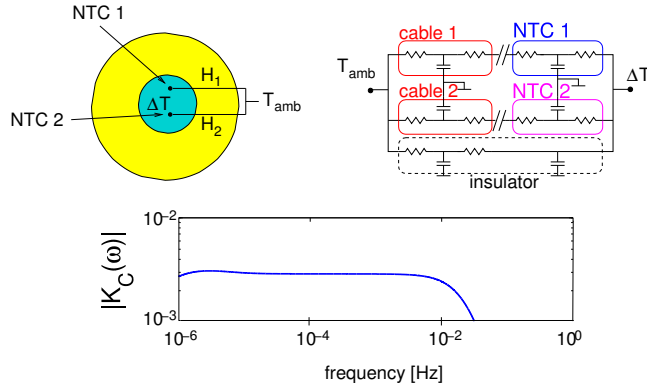 NTC 1
H1
ΔT
Tamb
NTC 2
H2
cable 1
NTC 1
Tamb
ΔT
cable 2
NTC 2
insulator
|K_C(ω)|
10^−2
10^−3
10^−6
10^−4
10^−2
10^0
frequency [Hz]